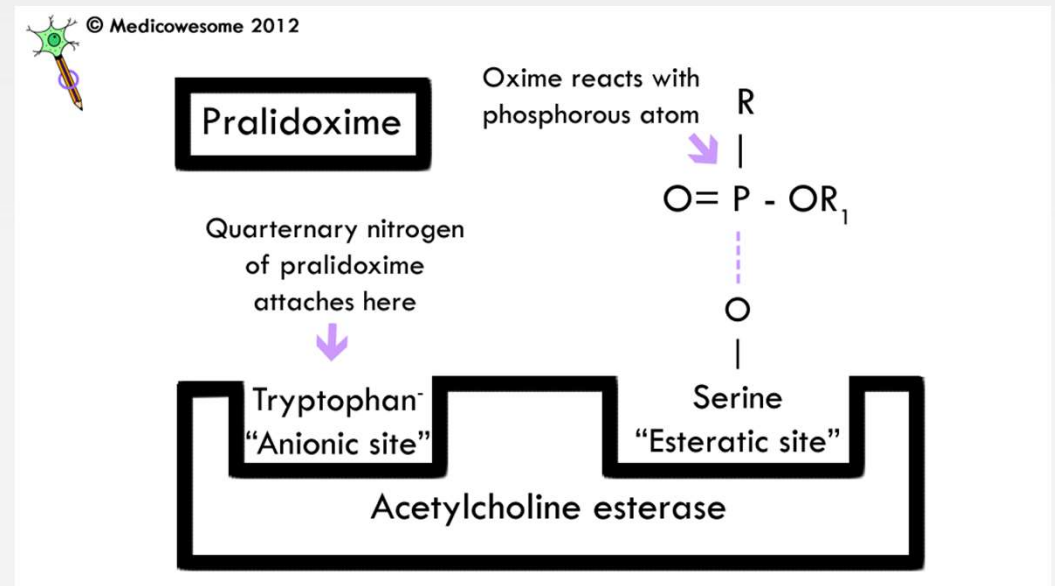 © Medicowesome 2012
Pralidoxime
Oxime reacts with
phosphorous atom
R
|
O= P - OR₁
O
|
Quarternary nitrogen
of pralidoxime
attaches here
Tryptophan⁻
“Anionic site”
Serine
“Esteratic site”
Acetylcholine esterase